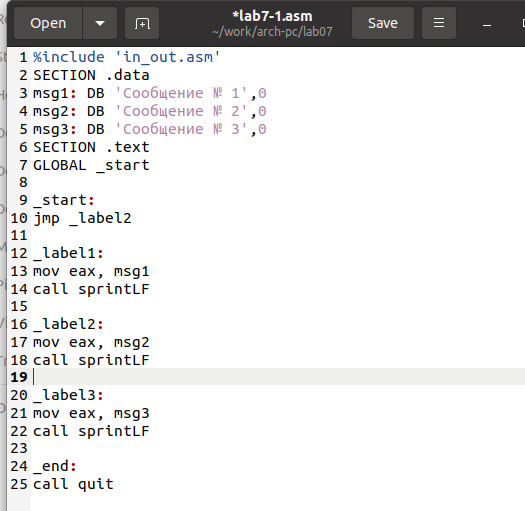 Open
*lab7-1.asm
~/work/arch-pc/lab07
Save
1 %include 'in_out.asm'
2 SECTION .data
3 msg1: DB 'Сообщение № 1',0
4 msg2: DB 'Сообщение № 2',0
5 msg3: DB 'Сообщение № 3',0
6 SECTION .text
7 GLOBAL _start
8
9 _start:
10 jmp _label2
11
12 _label1:
13 mov eax, msg1
14 call sprintLF
15
16 _label2:
17 mov eax, msg2
18 call sprintLF
19
20 _label3:
21 mov eax, msg3
22 call sprintLF
23
24 _end:
25 call quit